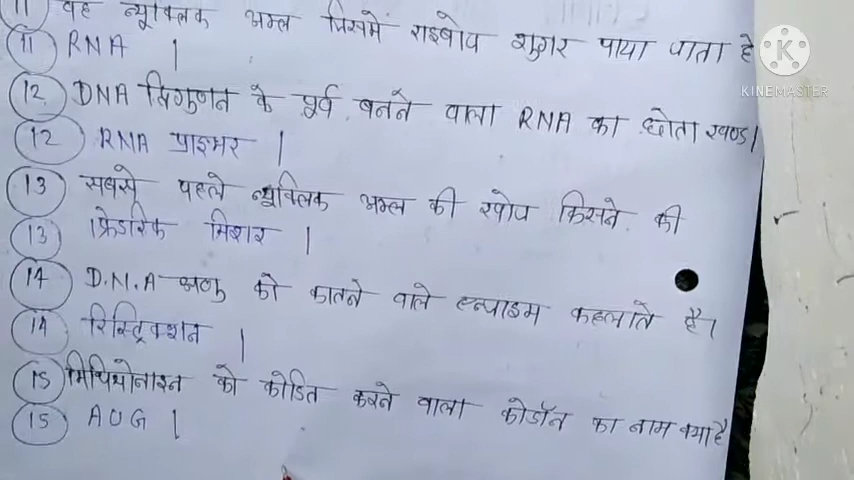 11 वह न्यूक्लिक अम्ल जिसमें राइबोज शुगर पाया जाता है
11 RNA |
12 DNA द्विगुणन के पूर्व बनने वाला RNA का छोटा खण्ड।
12 RNA प्राइमर |
13 सबसे पहले न्यूक्लिक अम्ल की खोज किसने की
13 फ्रेडरिक मिशर |
14 D.N.A अणु को काटने वाले एन्जाइम कहलाते है।
14 रिस्ट्रिक्शन |
15 मिथियोनाइन को कोडित करने वाला कोडॉन का नाम क्या है
15 AUG |
K
KINEMASTER